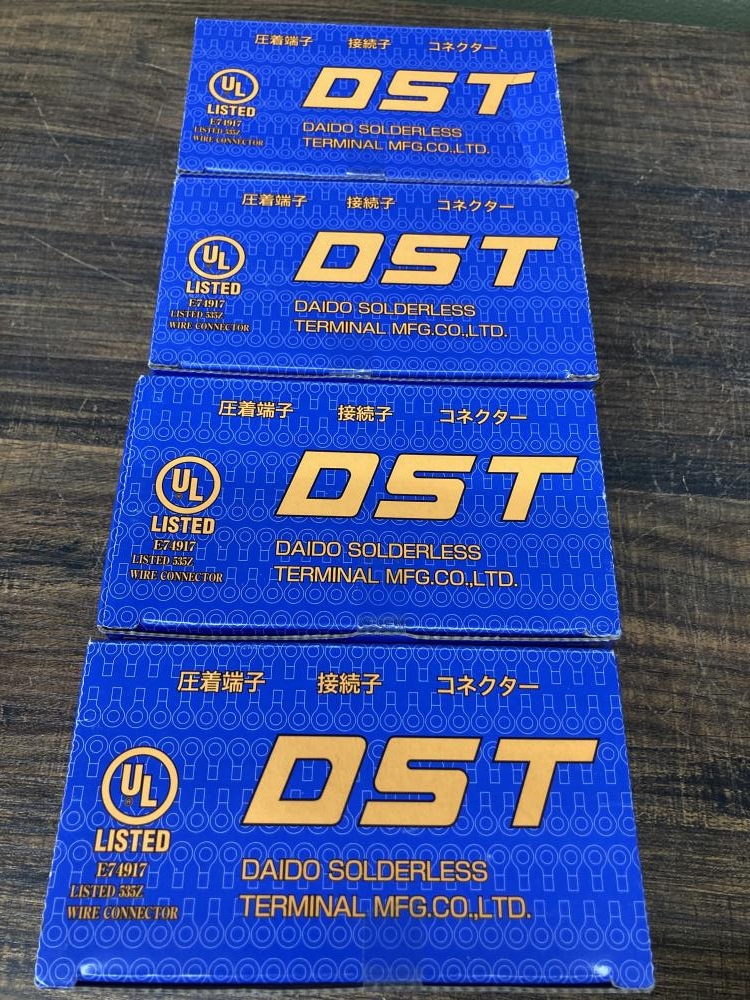 圧着端子 接続子 コネクター
UL
LISTED
E74917
LISTED 535Z
WIRE CONNECTOR
DST
DAIDO SOLDERLESS
TERMINAL MFG.CO.,LTD.
圧着端子 接続子 コネクター
UL
LISTED
E74917
LISTED 535Z
WIRE CONNECTOR
DST
DAIDO SOLDERLESS
TERMINAL MFG.CO.,LTD.
圧着端子 接続子 コネクター
UL
LISTED
E74917
LISTED 535Z
WIRE CONNECTOR
DST
DAIDO SOLDERLESS
TERMINAL MFG.CO.,LTD.
圧着端子 接続子 コネクター
UL
®
LISTED
E74917
LISTED 535Z
WIRE CONNECTOR
DST
DAIDO SOLDERLESS
TERMINAL MFG.CO.,LTD.